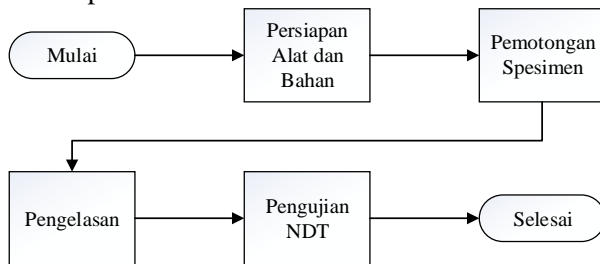 Mulai
Persiapan
Alat dan
Bahan
Pemotongan
Spesimen
Pengelasan
Pengujian
NDT
Selesai